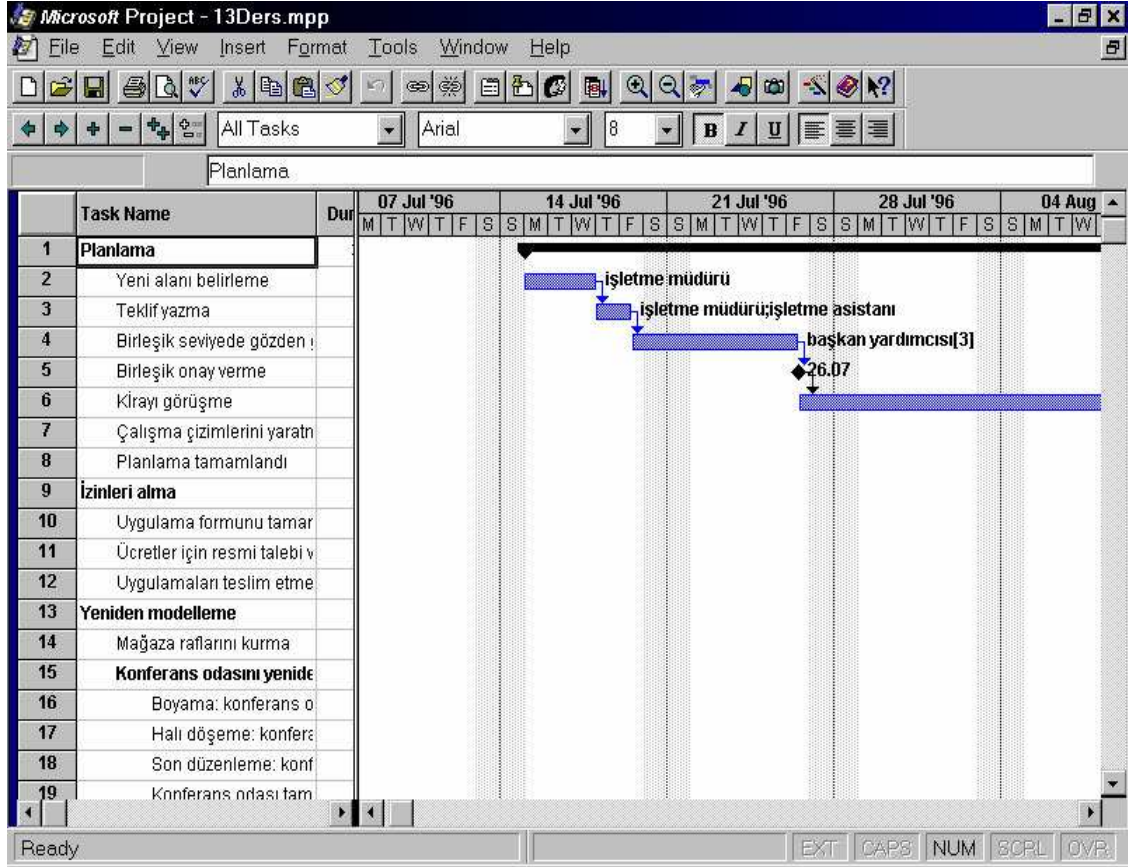 Microsoft Project - 13Ders.mpp
File Edit View Insert Format Tools Window Help
All Tasks Arial 8 B I U
Planlama
Task Name Dur 07 Jul '96 14 Jul '96 21 Jul '96 28 Jul '96 04 Aug
M T W T F S S M T W T F S S M T W T F S S M T W T F S S M T W
1 Planlama
2 Yeni alanı belirleme işletme müdürü
3 Teklif yazma işletme müdürü;işletme asistanı
4 Birleşik seviyede gözden başkan yardımcısı[3]
5 Birleşik onay verme 26.07
6 Kİrayı görüşme
7 Çalışma çizimlerini yaratn
8 Planlama tamamlandı
9 İzinleri alma
10 Uygulama formunu tamar
11 Ücretler için resmi talebi v
12 Uygulamaları teslim etme
13 Yeniden modelleme
14 Mağaza raflarını kurma
15 Konferans odasını yenide
16 Boyama: konferans o
17 Halı döşeme: konfera
18 Son düzenleme: konf
19 Konferans odası tam
Ready EXT CAPS NUM SCRL OVR